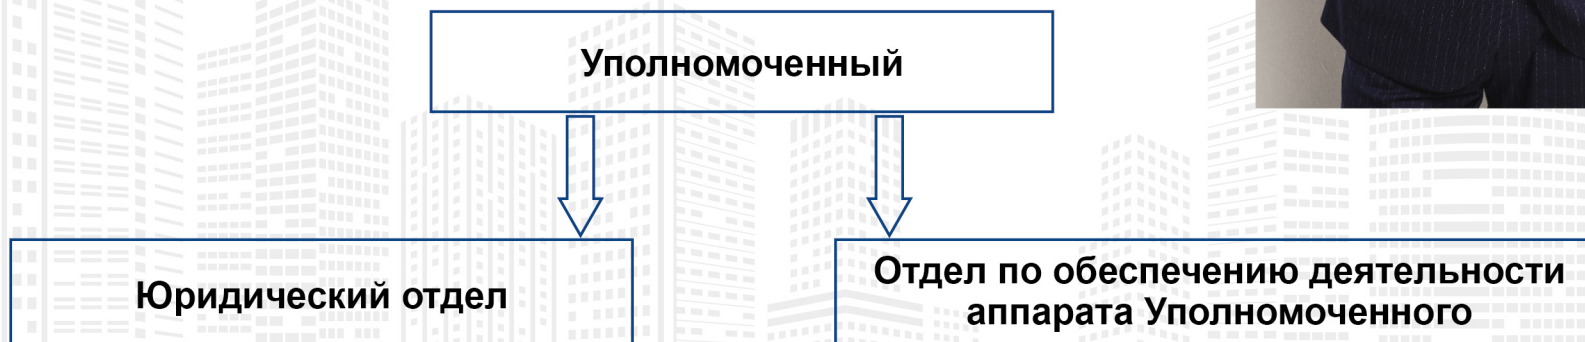 Уполномоченный
Юридический отдел
Отдел по обеспечению деятельности
аппарата Уполномоченного